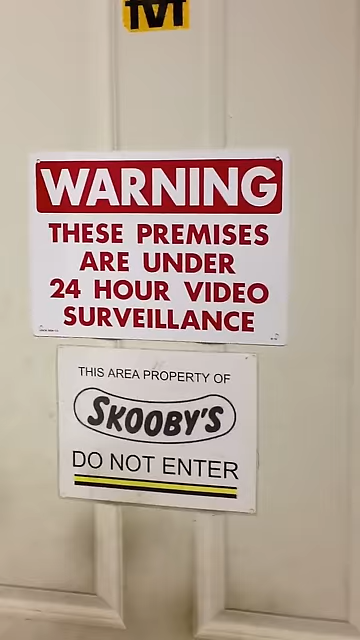 WARNING
THESE PREMISES
ARE UNDER
24 HOUR VIDEO
SURVEILLANCE
THIS AREA PROPERTY OF
SKOOBY'S
DO NOT ENTER